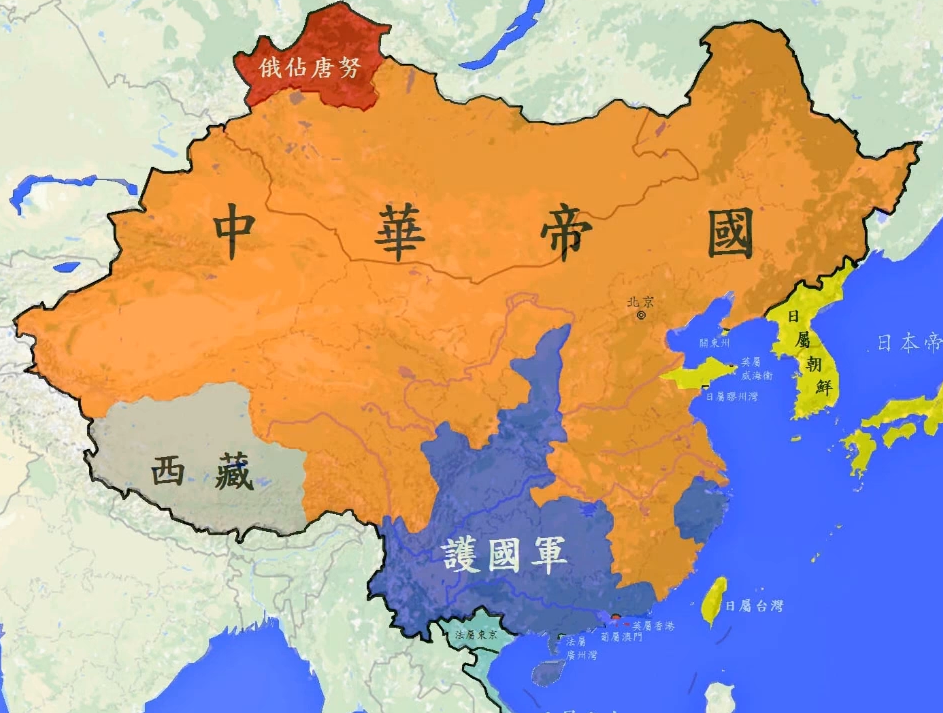 俄佔唐努
中華帝國
北京
日屬朝鮮
關東州
英屬
威海衛
日屬膠州灣
日本帝
西藏
護國軍
日屬台灣
英屬香港
葡屬澳門
法屬東京
法屬
廣州灣